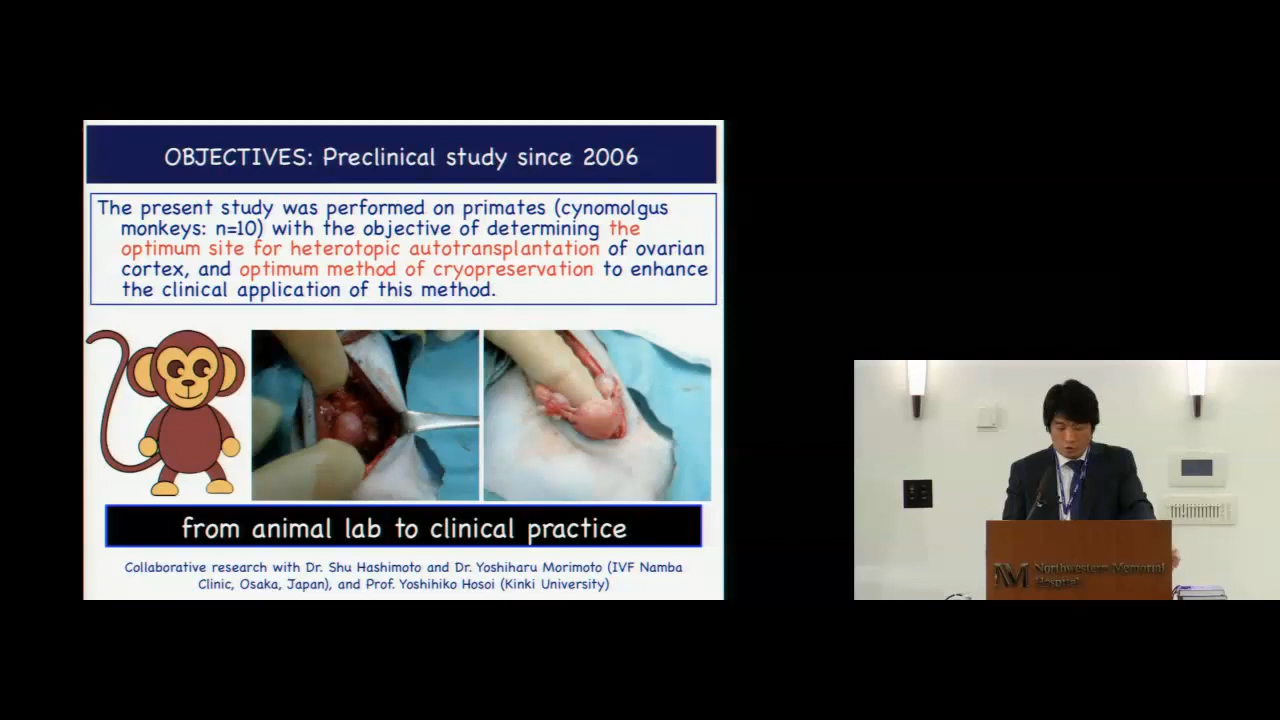 OBJECTIVES: Preclinical study since 2006
The present study was performed on primates (cynomolgus
monkeys: n=10) with the objective of determining the
optimum site for heterotopic autotransplantation of ovarian
cortex, and optimum method of cryopreservation to enhance
the clinical application of this method.
from animal lab to clinical practice
Collaborative research with Dr. Shu Hashimoto and Dr. Yoshiharu Morimoto (IVF Namba
Clinic, Osaka, Japan), and Prof. Yoshihiko Hosoi (Kinki University)
Northwestern Memorial
Hospital